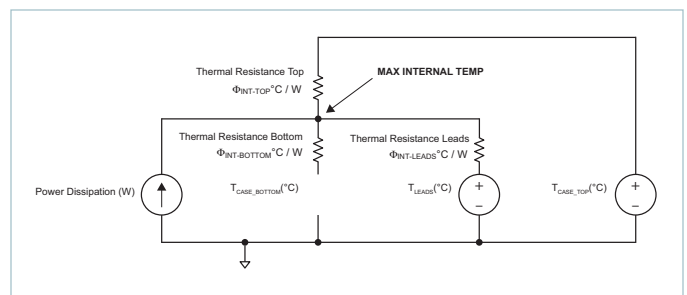 Thermal Resistance Top
MAX INTERNAL TEMP
ΦINT-TOP°C / W
Thermal Resistance Bottom
Thermal Resistance Leads
ΦINT-BOTTOM°C / W
ΦINT-LEADS°C / W
Power Dissipation (W)
TCASE_BOTTOM(°C)
TLEADS(°C)
+
–
TCASE_TOP(°C)
+
–